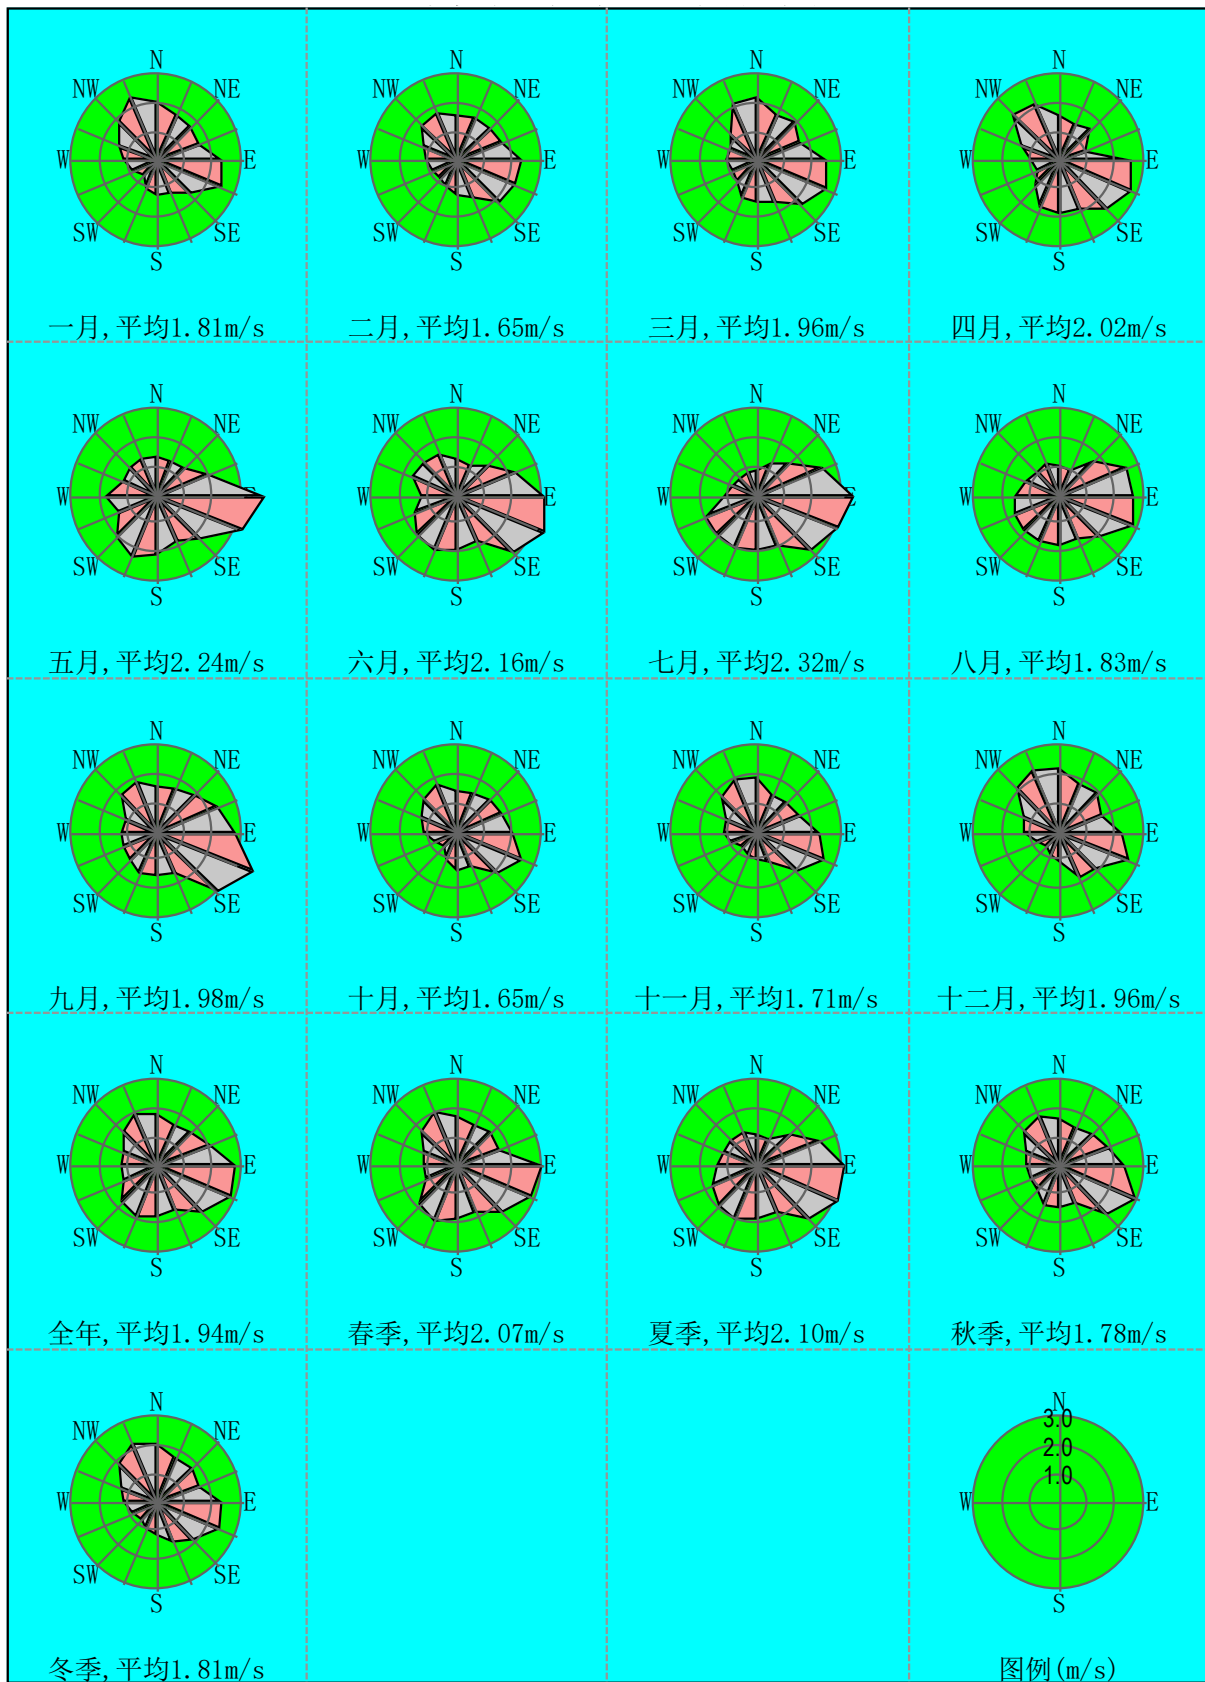 N
NW NE
W E
SW SE
S
一月,平均1.81m/s
N
NW NE
W E
SW SE
S
二月,平均1.65m/s
N
NW NE
W E
SW SE
S
三月,平均1.96m/s
N
NW NE
W E
SW SE
S
四月,平均2.02m/s
N
NW NE
W E
SW SE
S
五月,平均2.24m/s
N
NW NE
W E
SW SE
S
六月,平均2.16m/s
N
NW NE
W E
SW SE
S
七月,平均2.32m/s
N
NW NE
W E
SW SE
S
八月,平均1.83m/s
N
NW NE
W E
SW SE
S
九月,平均1.98m/s
N
NW NE
W E
SW SE
S
十月,平均1.65m/s
N
NW NE
W E
SW SE
S
十一月,平均1.71m/s
N
NW NE
W E
SW SE
S
十二月,平均1.96m/s
N
NW NE
W E
SW SE
S
全年,平均1.94m/s
N
NW NE
W E
SW SE
S
春季,平均2.07m/s
N
NW NE
W E
SW SE
S
夏季,平均2.10m/s
N
NW NE
W E
SW SE
S
秋季,平均1.78m/s
N
NW NE
W E
SW SE
S
冬季,平均1.81m/s
N
3.0
2.0
1.0
W E
S
图例(m/s)